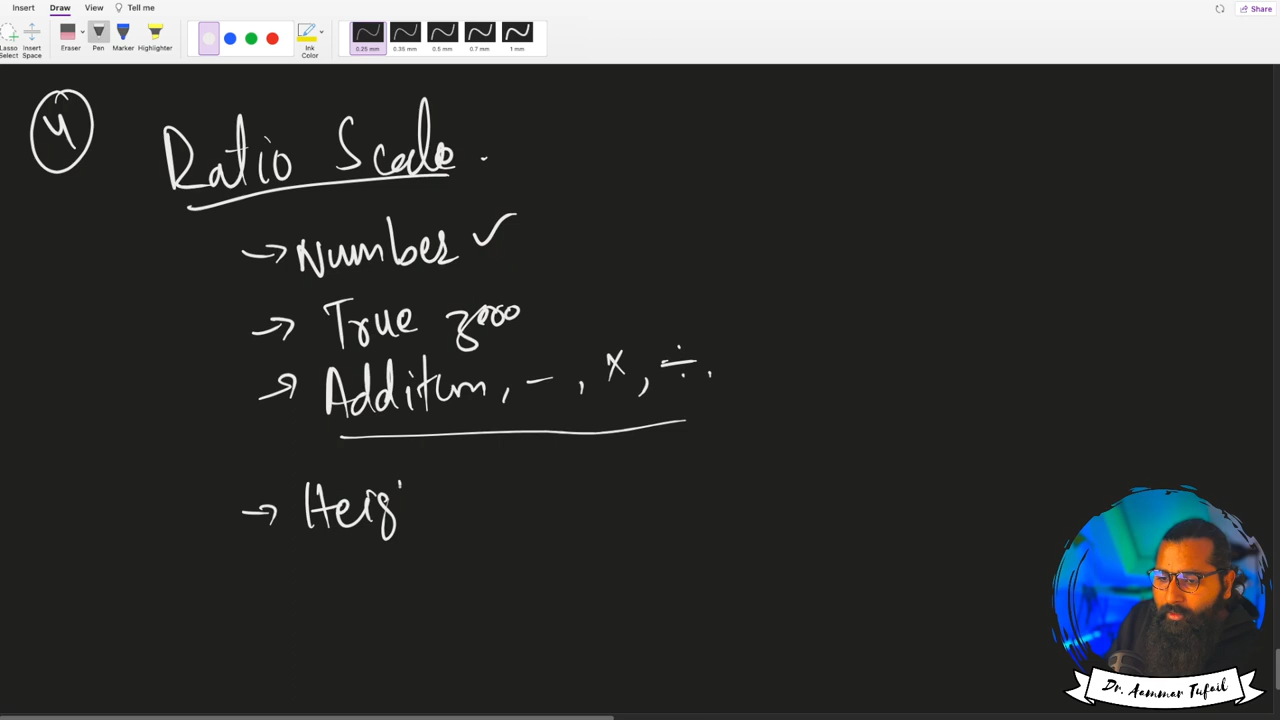 Insert Draw View Tell me Share
Lasso Select Insert Space Eraser Pen Marker Highlighter Ink Color 0.25 mm 0.35 mm 0.5 mm 0.7 mm 1 mm
4 Ratio Scale.
→ Number ✓
→ True zero
→ Addition, −, ×, ÷.
→ Heig
Dr. Aammar Tufail